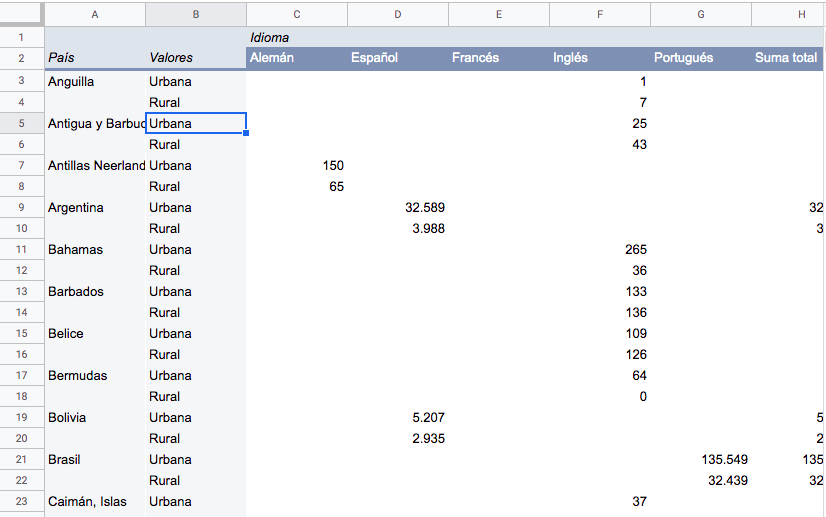 A B C D E F G H
1 Idioma
2 País Valores Alemán Español Francés Inglés Portugués Suma total
3 Anguilla Urbana 1
4 Rural 7
5 Antigua y Barbud Urbana 25
6 Rural 43
7 Antillas Neerland Urbana 150
8 Rural 65
9 Argentina Urbana 32.589 32
10 Rural 3.988 3
11 Bahamas Urbana 265
12 Rural 36
13 Barbados Urbana 133
14 Rural 136
15 Belice Urbana 109
16 Rural 126
17 Bermudas Urbana 64
18 Rural 0
19 Bolivia Urbana 5.207 5
20 Rural 2.935 2
21 Brasil Urbana 135.549 135
22 Rural 32.439 32
23 Caimán, Islas Urbana 37